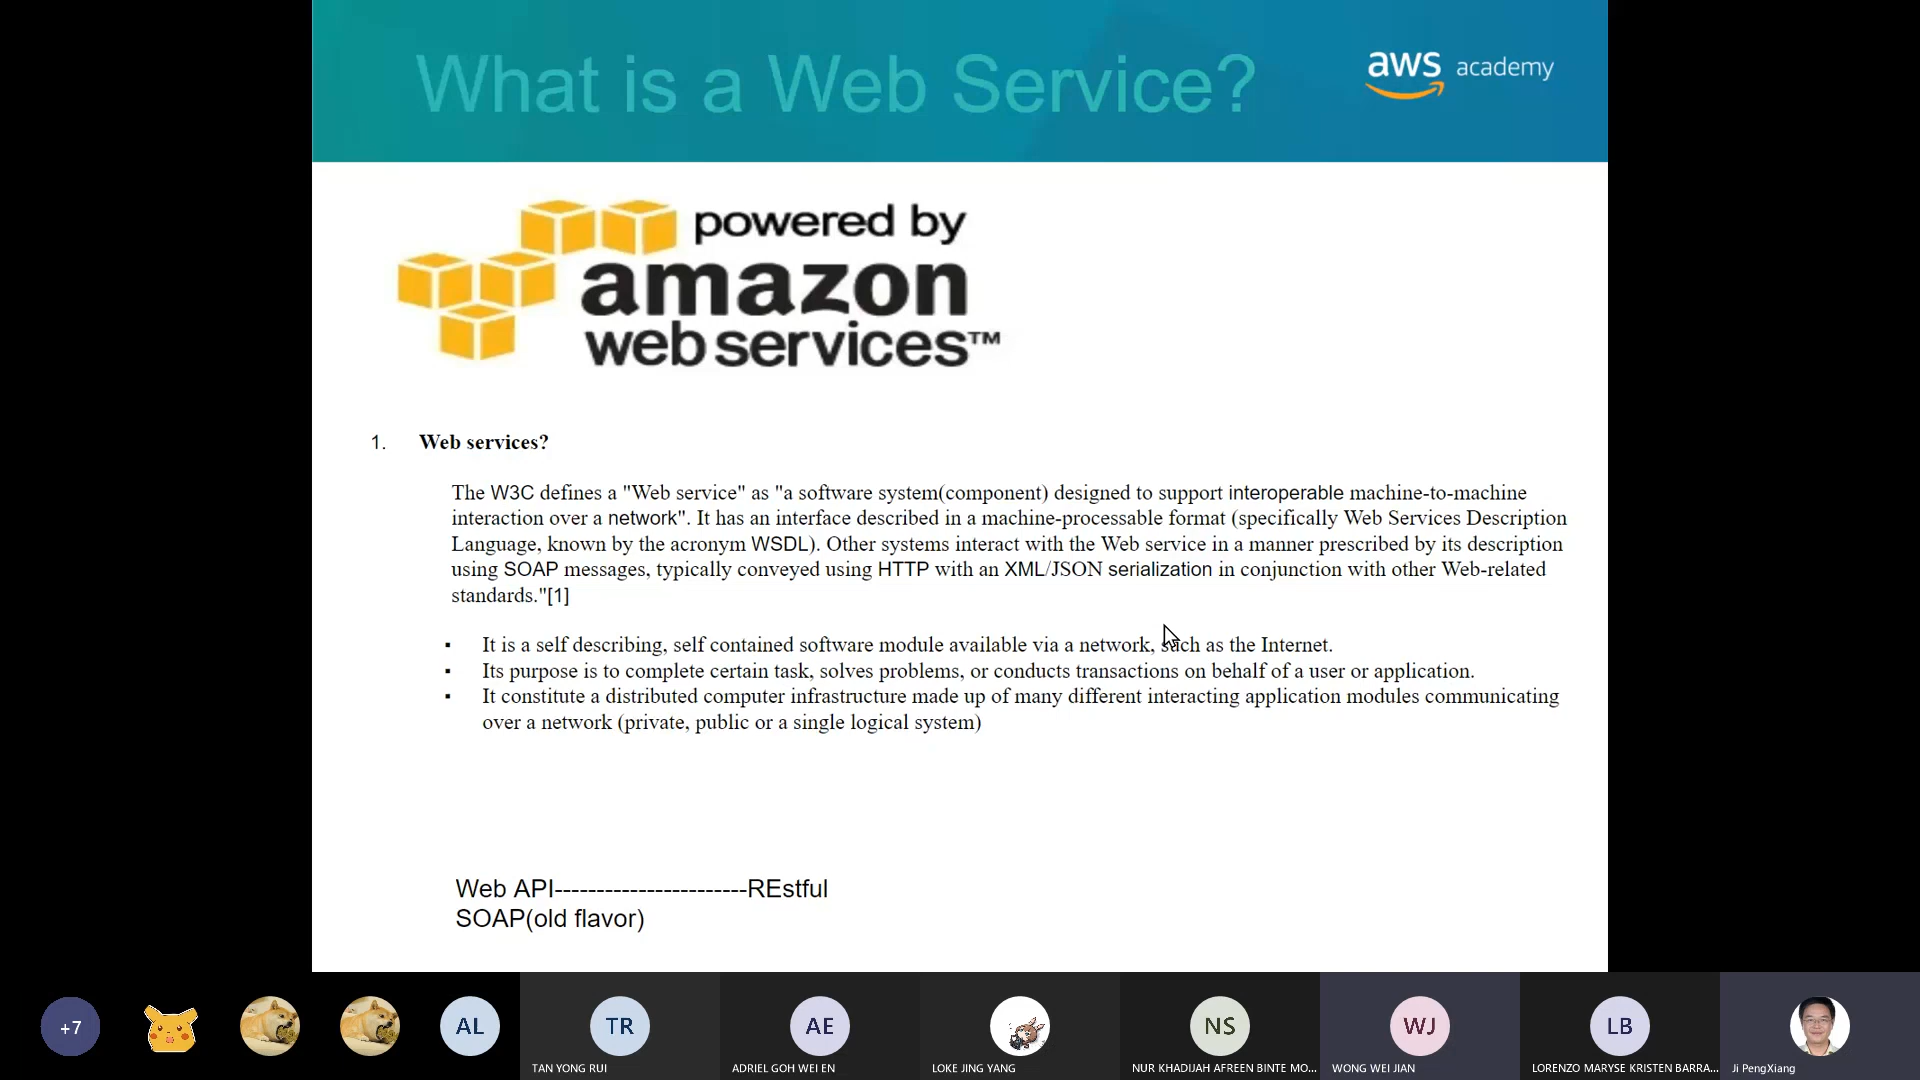 What is a Web Service?
aws academy
powered by
amazon
web services™
1. Web services?
The W3C defines a "Web service" as "a software system(component) designed to support interoperable machine-to-machine
interaction over a network". It has an interface described in a machine-processable format (specifically Web Services Description
Language, known by the acronym WSDL). Other systems interact with the Web service in a manner prescribed by its description
using SOAP messages, typically conveyed using HTTP with an XML/JSON serialization in conjunction with other Web-related
standards."[1]
▪ It is a self describing, self contained software module available via a network, such as the Internet.
▪ Its purpose is to complete certain task, solves problems, or conducts transactions on behalf of a user or application.
▪ It constitute a distributed computer infrastructure made up of many different interacting application modules communicating
over a network (private, public or a single logical system)
Web API-----------------------REstful
SOAP(old flavor)
+7
AL
TR
AE
NS
WJ
LB
TAN YONG RUI
ADRIEL GOH WEI EN
LOKE JING YANG
NUR KHADIJAH AFREEN BINTE MO...
WONG WEI JIAN
LORENZO MARYSE KRISTEN BARRA...
Ji PengXiang